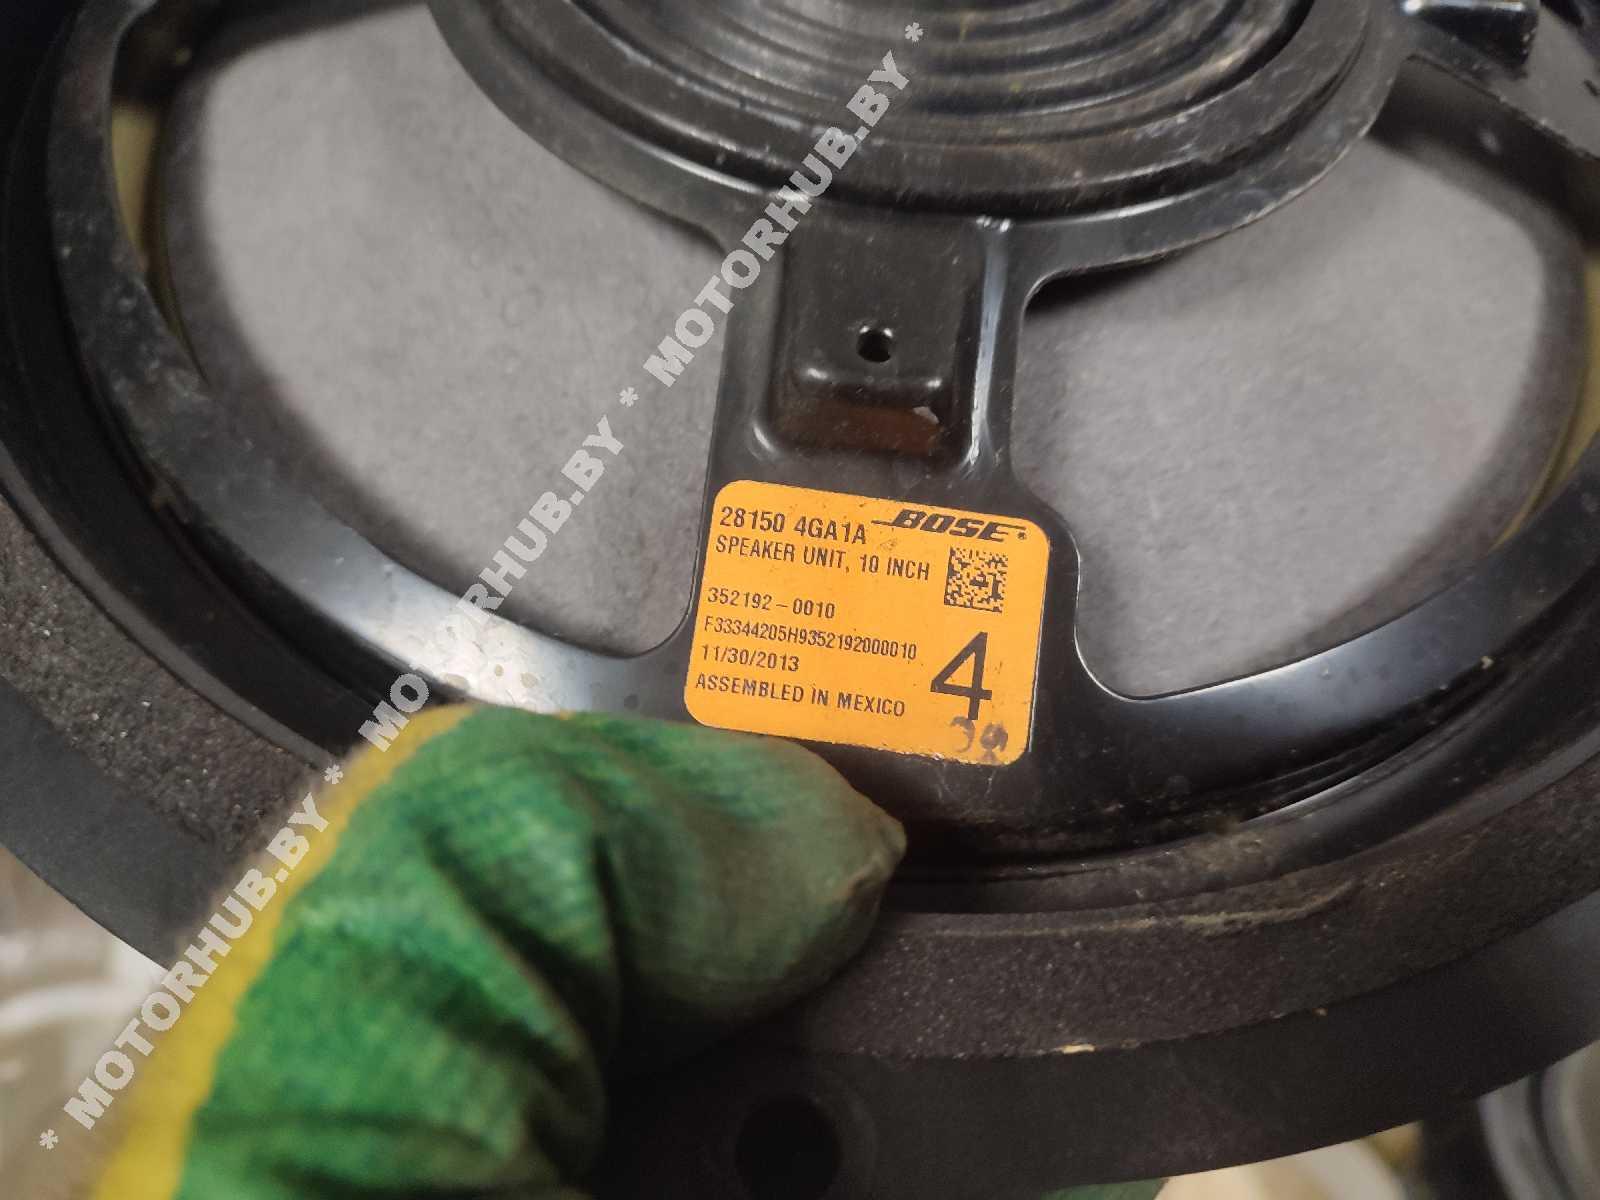 28150 4GA1A BOSE®
SPEAKER UNIT, 10 INCH
352192-0010
F33344205H9352192000010
11/30/2013
ASSEMBLED IN MEXICO
4
* MOTORHUB.BY * MOTORHUB.BY * MOTORHUB.BY *